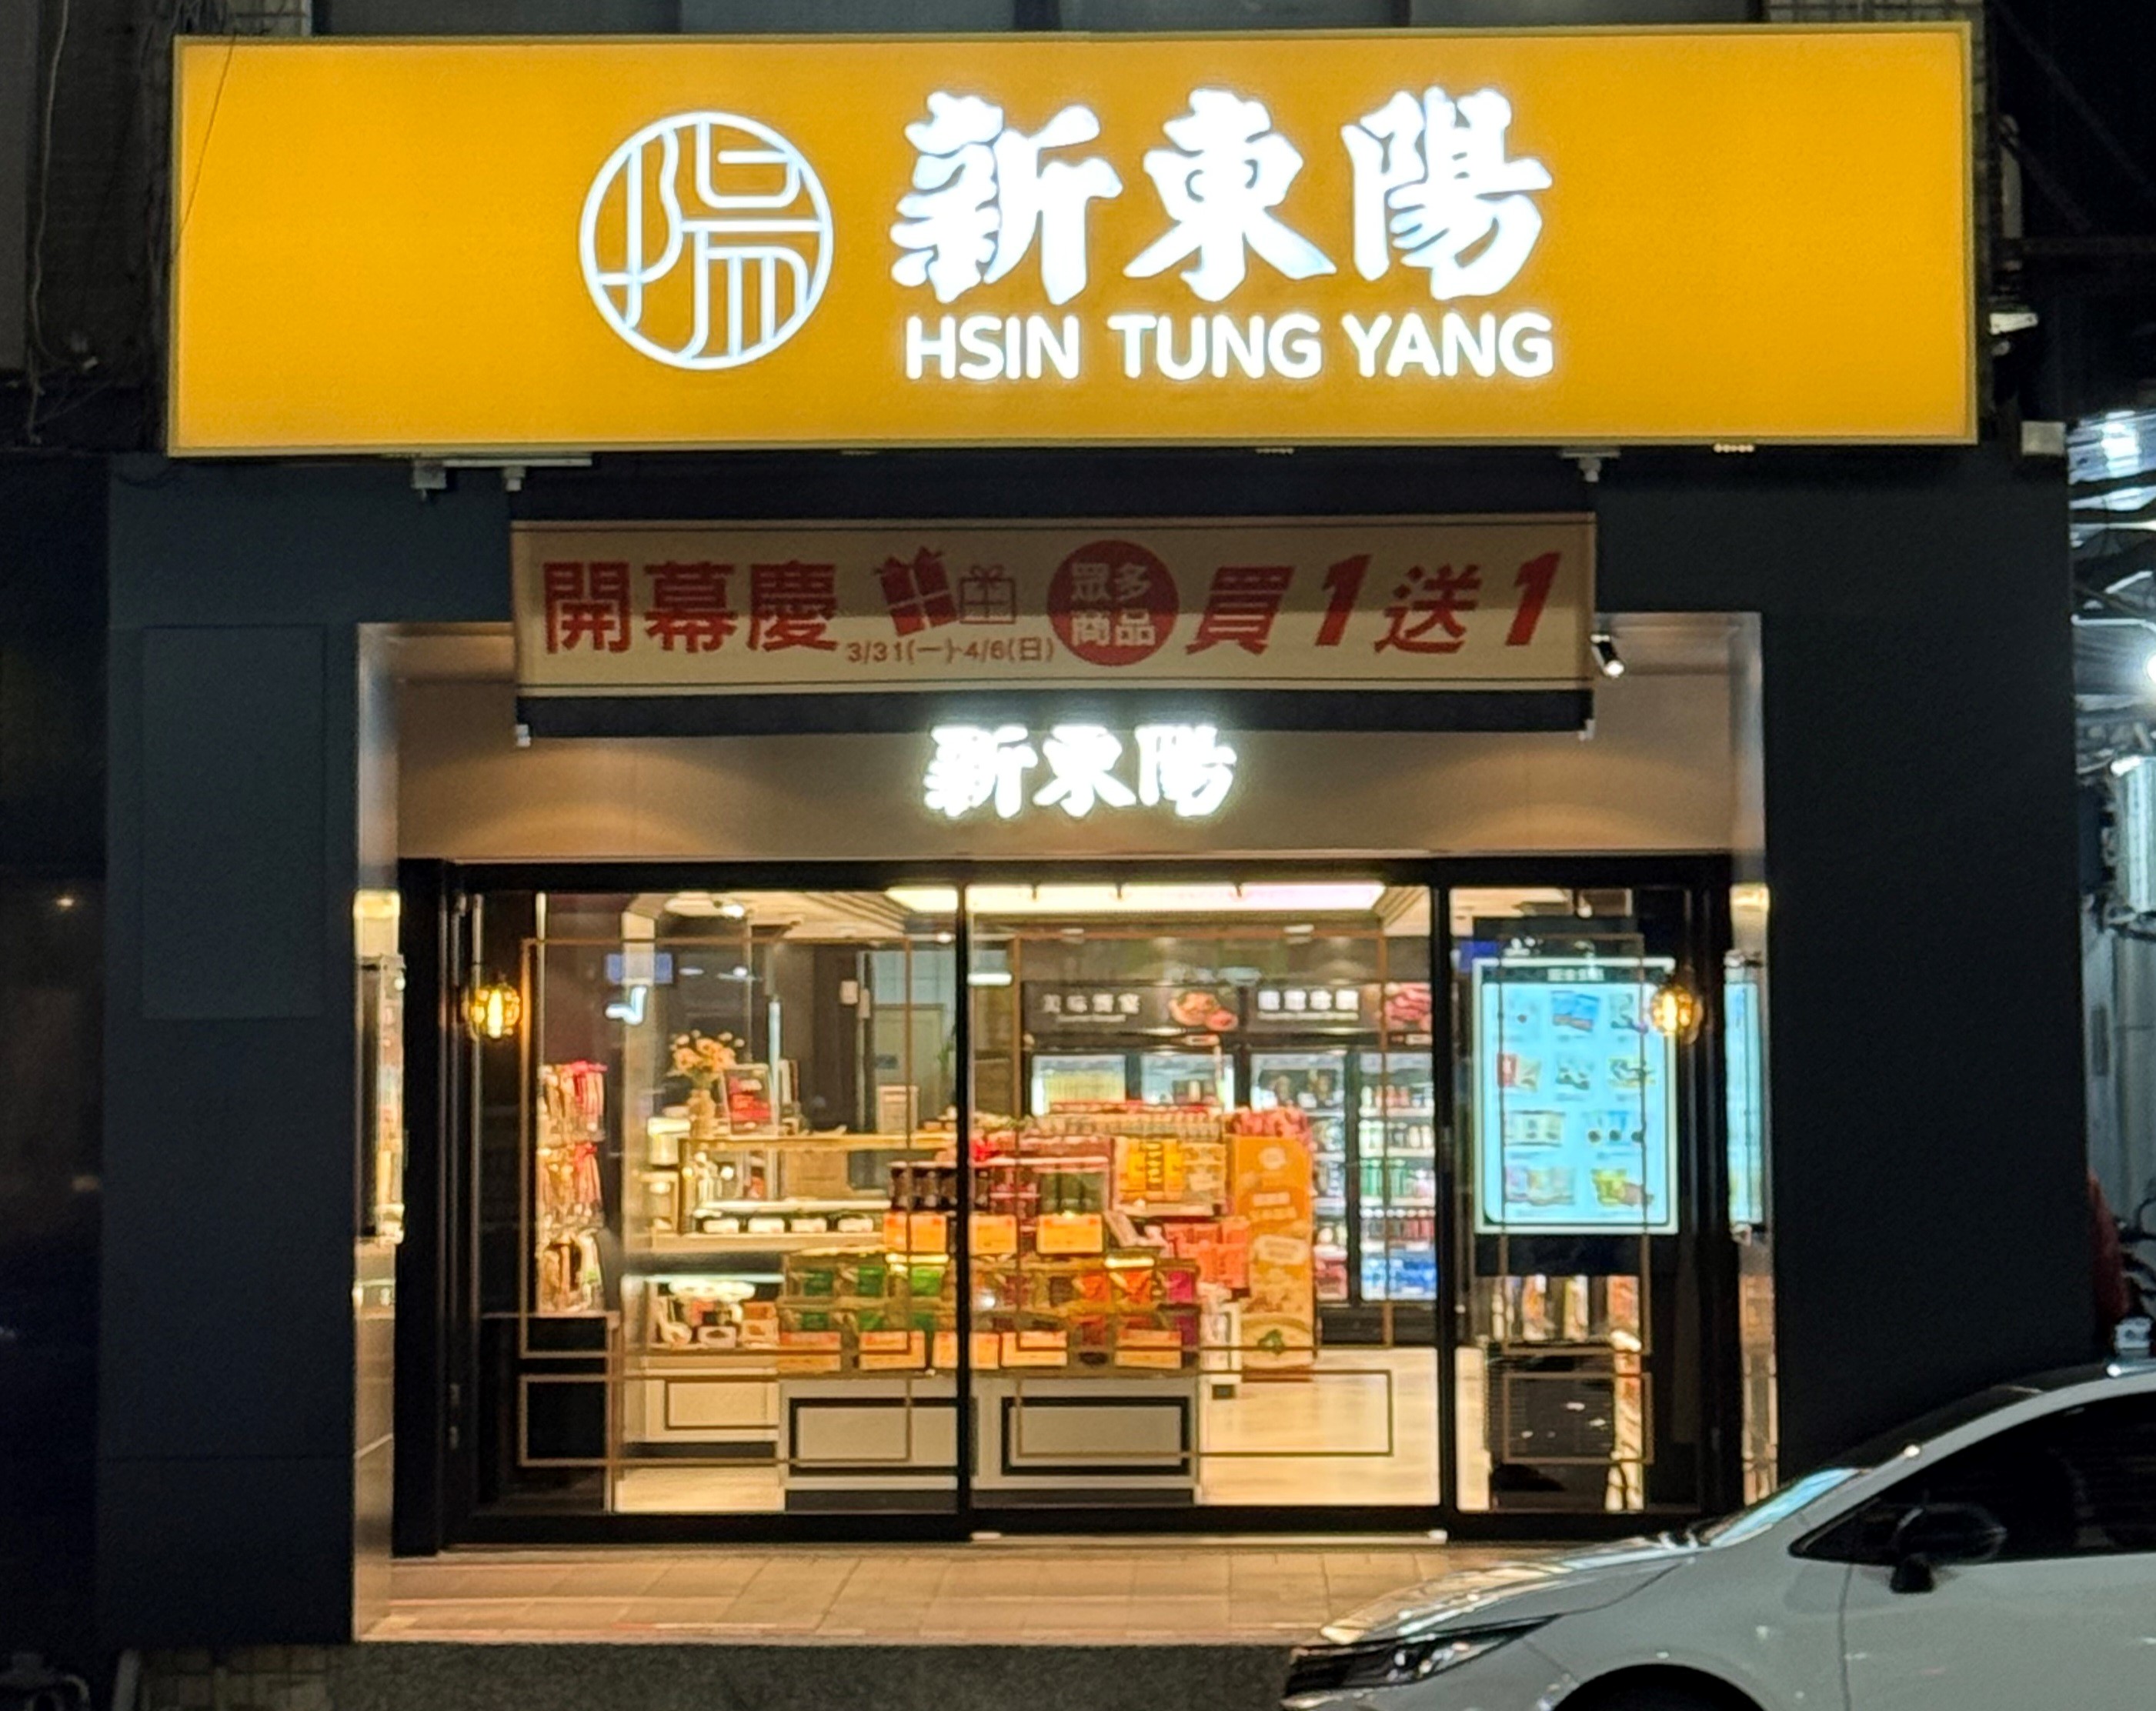 陽
新東陽
HSIN TUNG YANG
開幕慶
3/31(一)-4/6(日)
眾多
商品
買1送1
新東陽